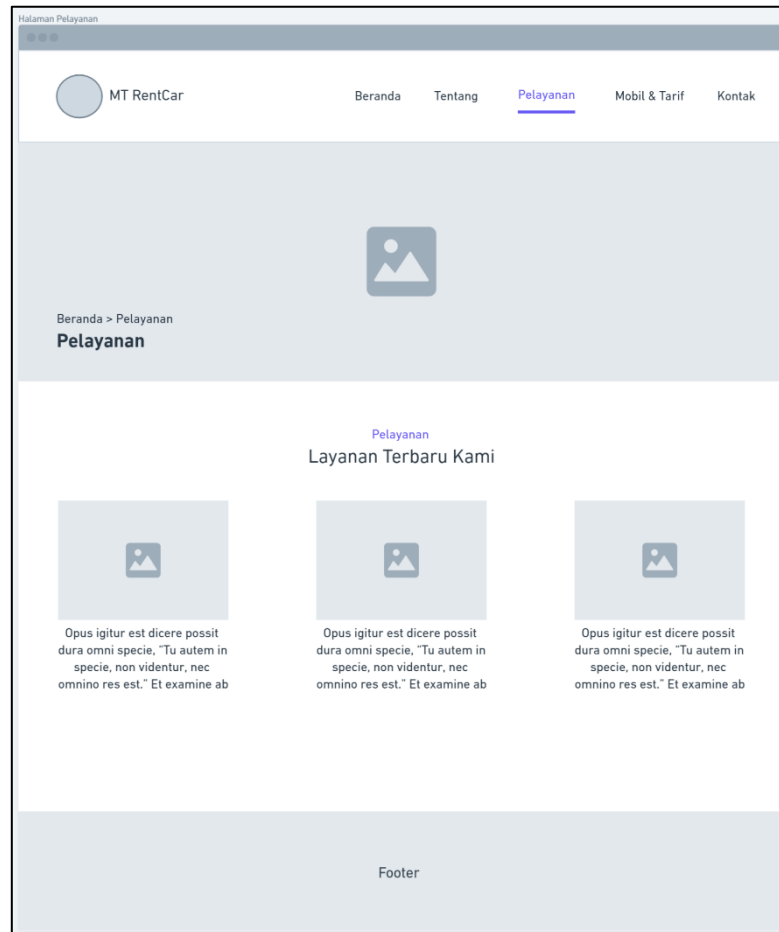 Halaman Pelayanan
MT RentCar
Beranda Tentang Pelayanan Mobil & Tarif Kontak
Beranda > Pelayanan
Pelayanan
Pelayanan
Layanan Terbaru Kami
Opus igitur est dicere possit
dura omni specie, “Tu autem in
specie, non videntur, nec
omnino res est.” Et examine ab
Opus igitur est dicere possit
dura omni specie, “Tu autem in
specie, non videntur, nec
omnino res est.” Et examine ab
Opus igitur est dicere possit
dura omni specie, “Tu autem in
specie, non videntur, nec
omnino res est.” Et examine ab
Footer